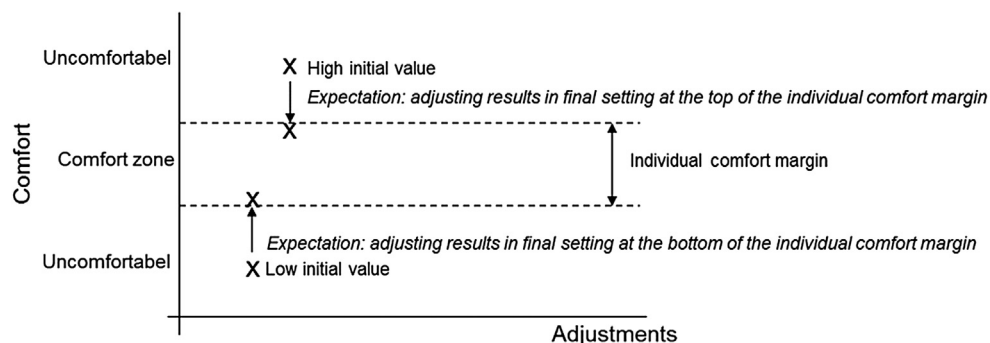 Uncomfortabel
X High initial value
Expectation: adjusting results in final setting at the top of the individual comfort margin
X
Comfort
Comfort zone
Individual comfort margin
X
Expectation: adjusting results in final setting at the bottom of the individual comfort margin
Uncomfortabel
X Low initial value
Adjustments